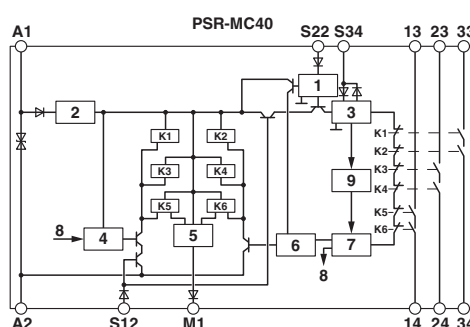 PSR-MC40
A1 S22 S34 13 23 33
1
2 3
K1 K2 K1
K2
K3 K4 K3
9 K4
K5 K6 K5
8 4 5 6 7 K6
8
A2 S12 M1 14 24 34